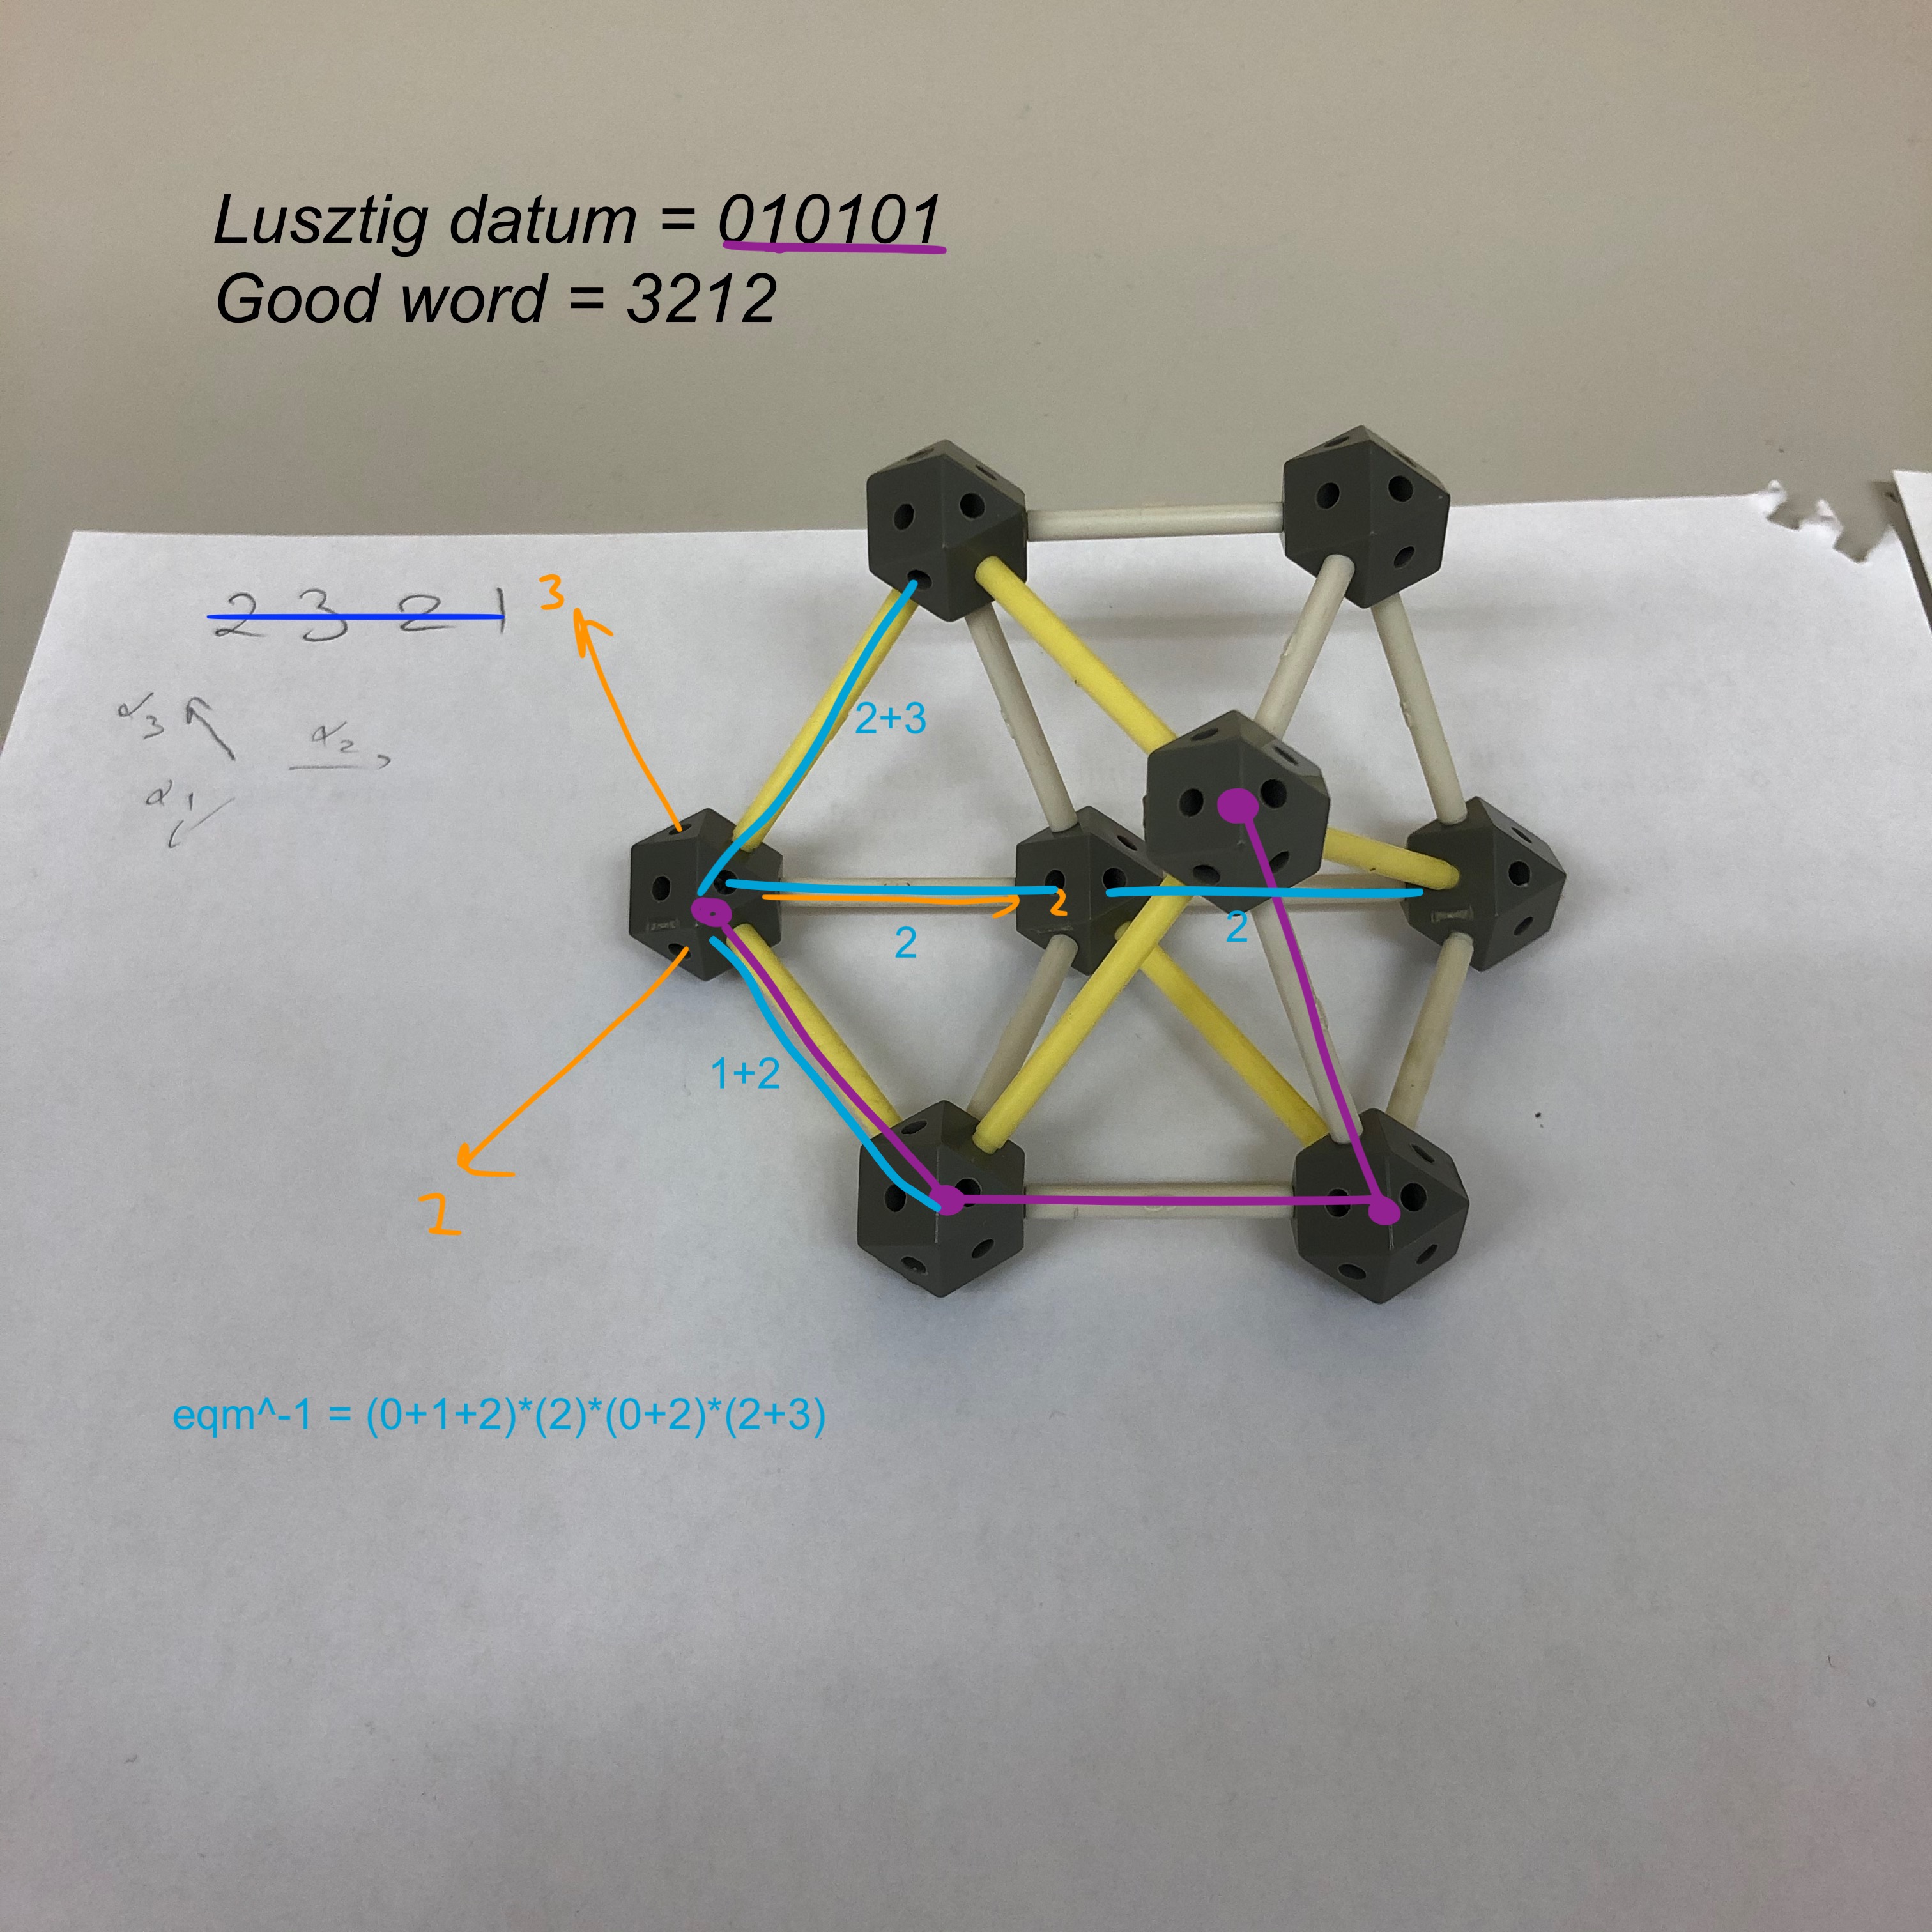 Lusztig datum = 010101
Good word = 3212
2 3 2 1
3
α3
α2
α1
2+3
2
2
2
1+2
eqm^-1 = (0+1+2)*(2)*(0+2)*(2+3)